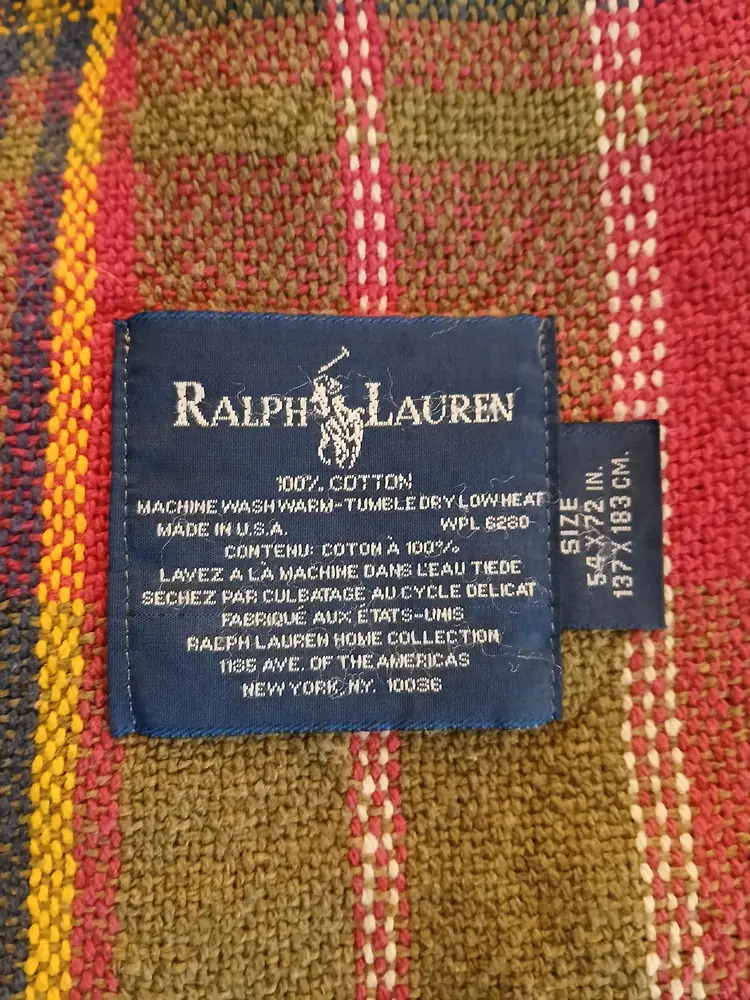 RALPH LAUREN
100% COTTON
MACHINE WASH WARM-TUMBLE DRY LOW HEAT
MADE IN U.S.A. WPL 6260
CONTENU: COTON À 100%
LAVEZ A LÀ MACHINE DANS L'EAU TIEDE
SECHEZ PAR CULBATAGE AU CYCLE DELICAT
FABRIQUÉ AUX ÉTATS-UNIS
RALPH LAUREN HOME COLLECTION
1185 AVE. OF THE AMERICAS
NEW YORK, NY. 10036
SIZE
54 X 72 IN.
137 X 183 CM.